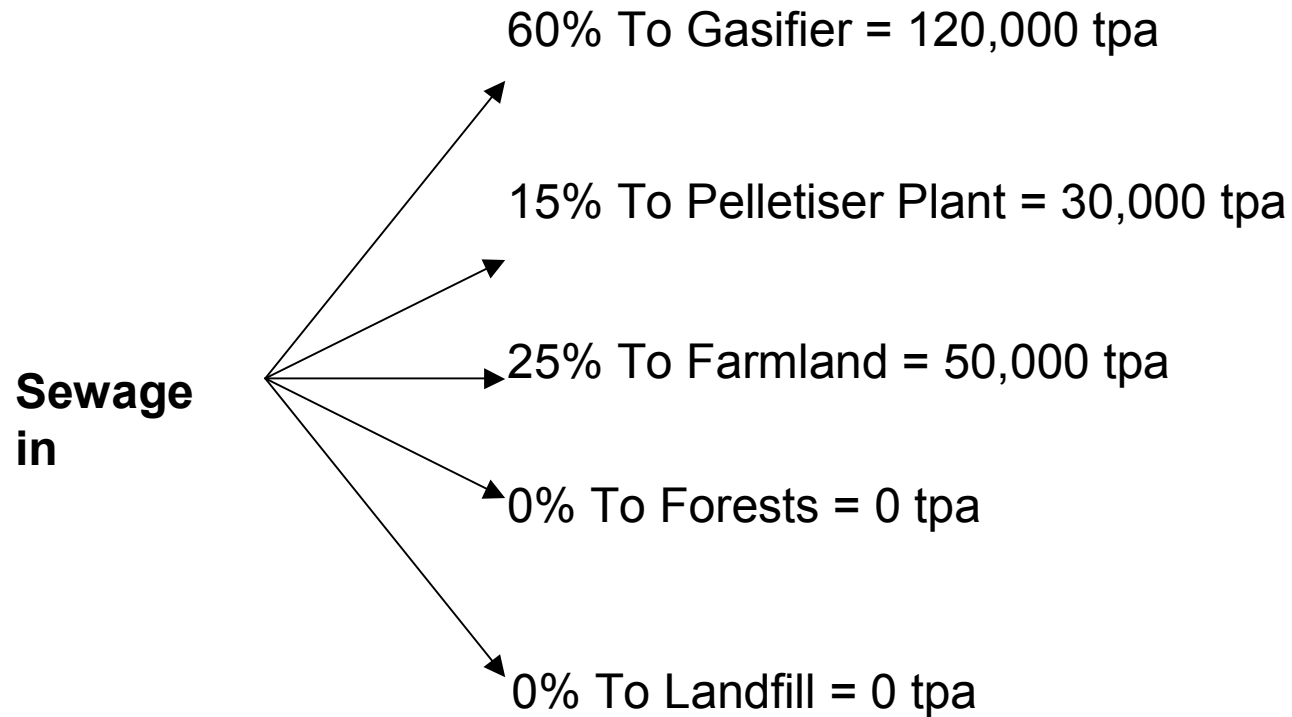 60% To Gasifier = 120,000 tpa
15% To Pelletiser Plant = 30,000 tpa
25% To Farmland = 50,000 tpa
Sewage
in
0% To Forests = 0 tpa
0% To Landfill = 0 tpa